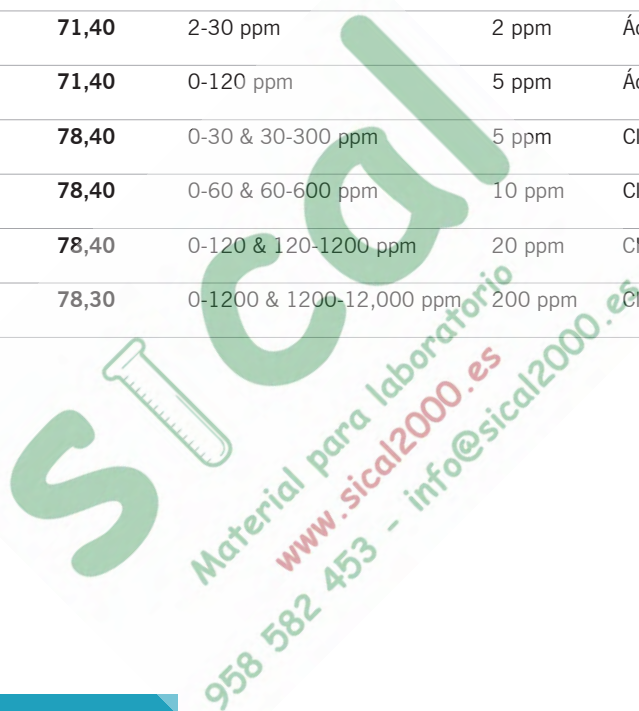 71,40 2-30 ppm 2 ppm
71,40 0-120 ppm 5 ppm
78,40 0-30 & 30-300 ppm 5 ppm
78,40 0-60 & 60-600 ppm 10 ppm
78,40 0-120 & 120-1200 ppm 20 ppm
78,30 0-1200 & 1200-12,000 ppm 200 ppm
sical
Material para laboratorio
www.sical2000.es
958 582 453 - info@sical2000.es